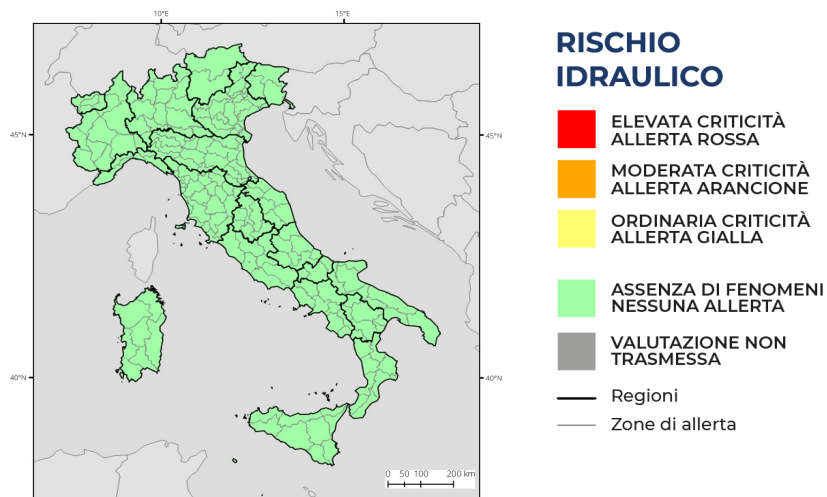 10°E 15°E
45°N 45°N
40°N 40°N
0 50 100 200 km
RISCHIO
IDRAULICO
ELEVATA CRITICITÀ
ALLERTA ROSSA
MODERATA CRITICITÀ
ALLERTA ARANCIONE
ORDINARIA CRITICITÀ
ALLERTA GIALLA
ASSENZA DI FENOMENI
NESSUNA ALLERTA
VALUTAZIONE NON
TRASMESSA
Regioni
Zone di allerta